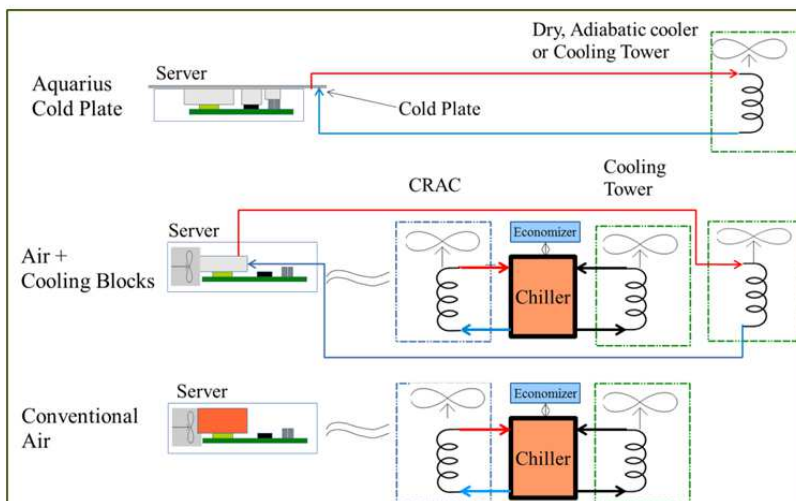 Dry, Adiabatic cooler
or Cooling Tower
Aquarius
Cold Plate
Server
Cold Plate
CRAC
Cooling
Tower
Air +
Cooling Blocks
Server
Economizer
Chiller
Conventional
Air
Server
Economizer
Chiller